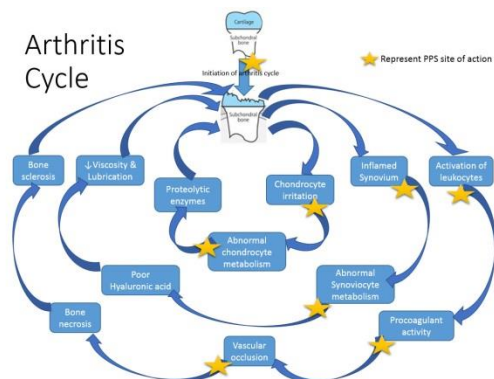 Arthritis
Cycle
Cartilage
Subchondral
bone
Represent PPS site of action
Initiation of arthritis cycle
Subchondral
bone
Bone
sclerosis
↓Viscosity &
Lubrication
Proteolytic
enzymes
Chondrocyte
irritation
Inflamed
Synovium
Activation of
leukocytes
Abnormal
chondrocyte
metabolism
Poor
Hyaluronic acid
Abnormal
Synoviocyte
metabolism
Bone
necrosis
Vascular
occlusion
Procoagulant
activity